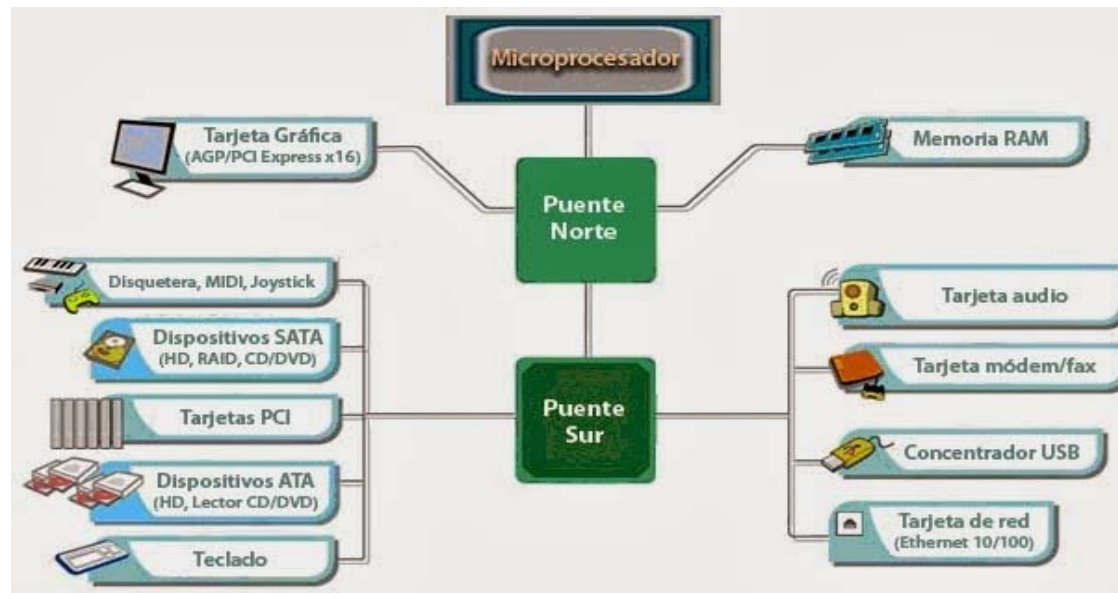 Microprocesador
Tarjeta Gráfica
(AGP/PCI Express x16)
Memoria RAM
Puente
Norte
Disquetera, MIDI, Joystick
Dispositivos SATA
(HD, RAID, CD/DVD)
Tarjetas PCI
Dispositivos ATA
(HD, Lector CD/DVD)
Teclado
Puente
Sur
Tarjeta audio
Tarjeta módem/fax
Concentrador USB
Tarjeta de red
(Ethernet 10/100)